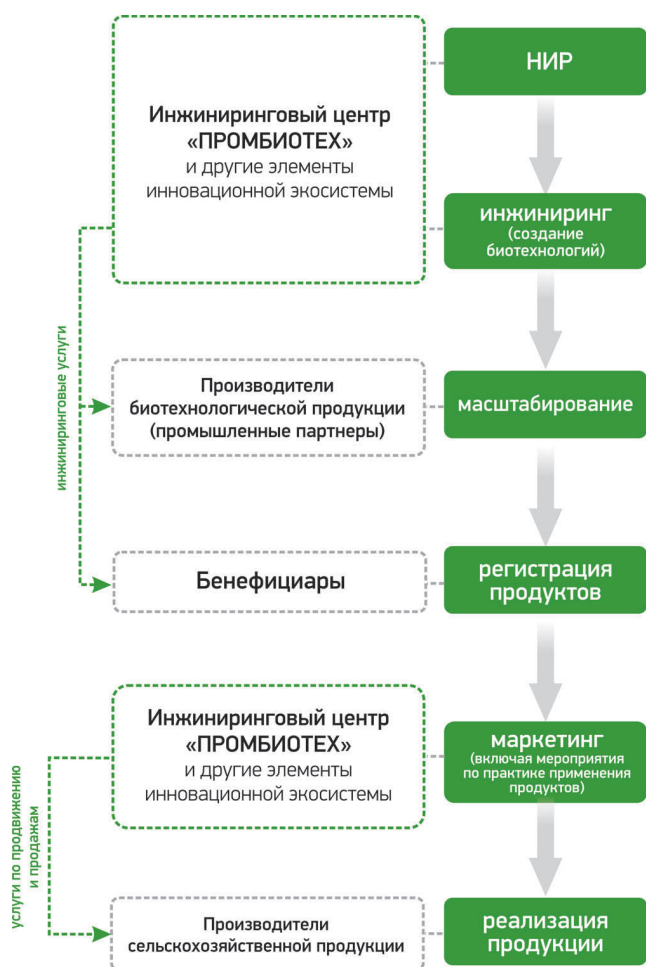 НИР
Инжиниринговый центр
«ПРОМБИОТЕХ»
и другие элементы
инновационной экосистемы
инжиниринг
(создание
биотехнологий)
инжиниринговые услуги
Производители
биотехнологической продукции
(промышленные партнеры)
масштабирование
Бенефициары
регистрация
продуктов
Инжиниринговый центр
«ПРОМБИОТЕХ»
и другие элементы
инновационной экосистемы
маркетинг
(включая мероприятия
по практике применения
продуктов)
услуги по продвижению
и продажам
Производители
сельскохозяйственной продукции
реализация
продукции